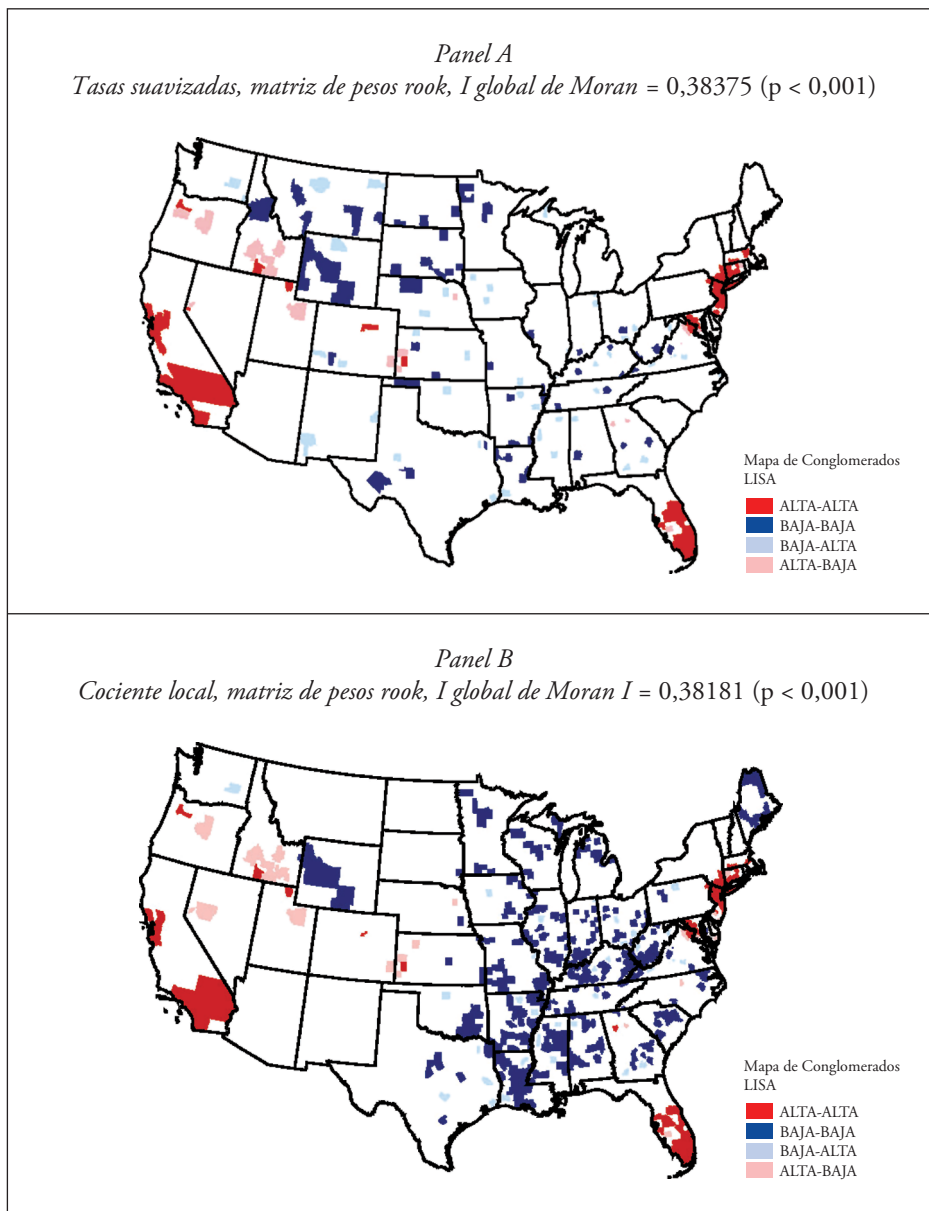 Panel A
Tasas suavizadas, matriz de pesos rook, I global de Moran = 0,38375 (p < 0,001)
Mapa de Conglomerados
LISA
ALTA-ALTA
BAJA-BAJA
BAJA-ALTA
ALTA-BAJA
Panel B
Cociente local, matriz de pesos rook, I global de Moran I = 0,38181 (p < 0,001)
Mapa de Conglomerados
LISA
ALTA-ALTA
BAJA-BAJA
BAJA-ALTA
ALTA-BAJA